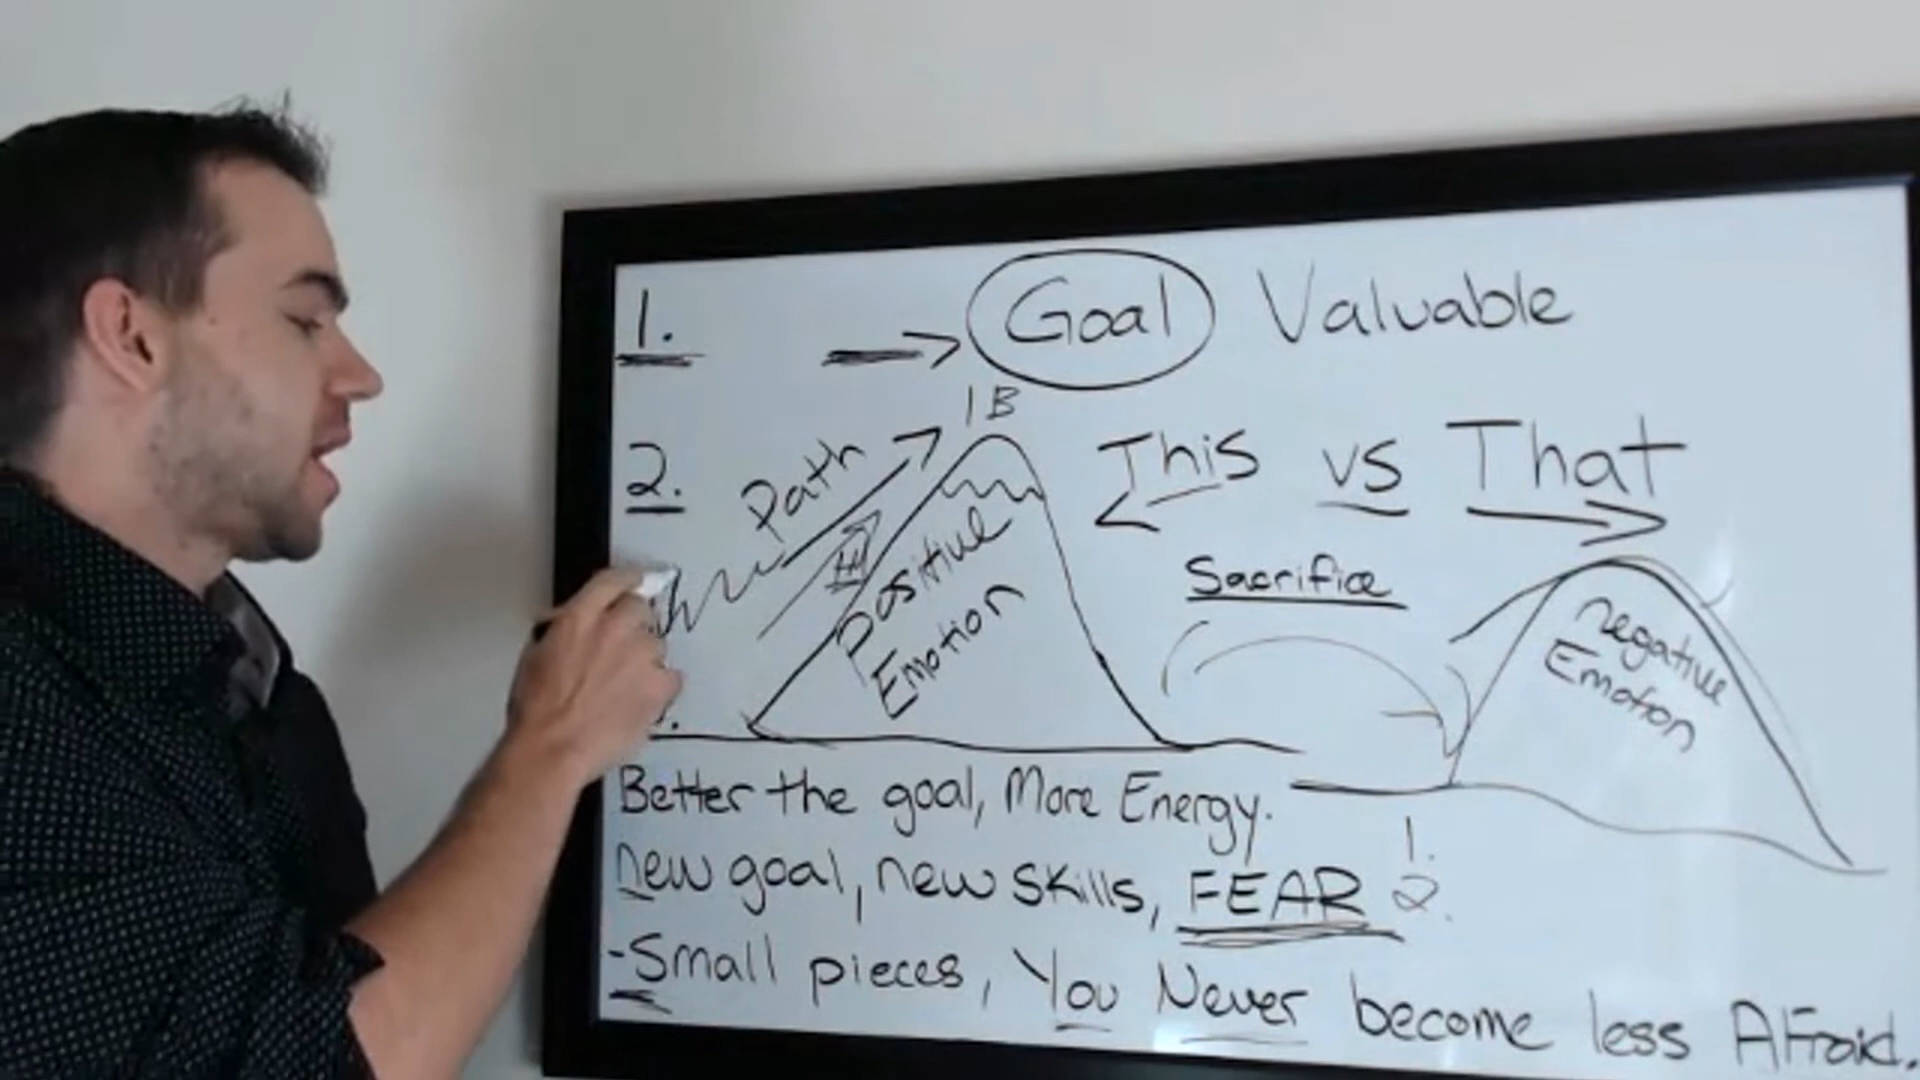 1. → Goal Valuable
1B
2. Path This vs That
Sacrifice
Positive
Emotion
negative
Emotion
Better the goal, More Energy.
new goal, new skills, FEAR
1.
2.
-Small pieces, You Never become less Afraid.